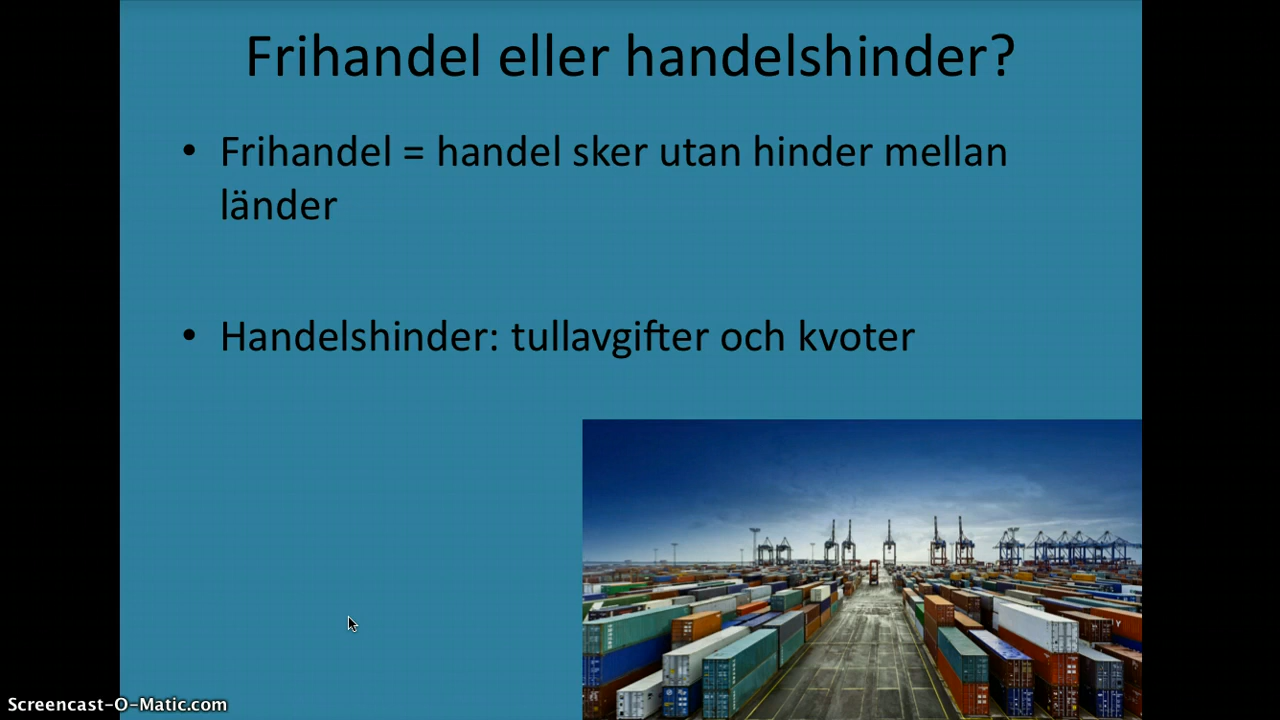 Frihandel eller handelshinder?
• Frihandel = handel sker utan hinder mellan
länder
• Handelshinder: tullavgifter och kvoter
Screencast-O-Matic.com